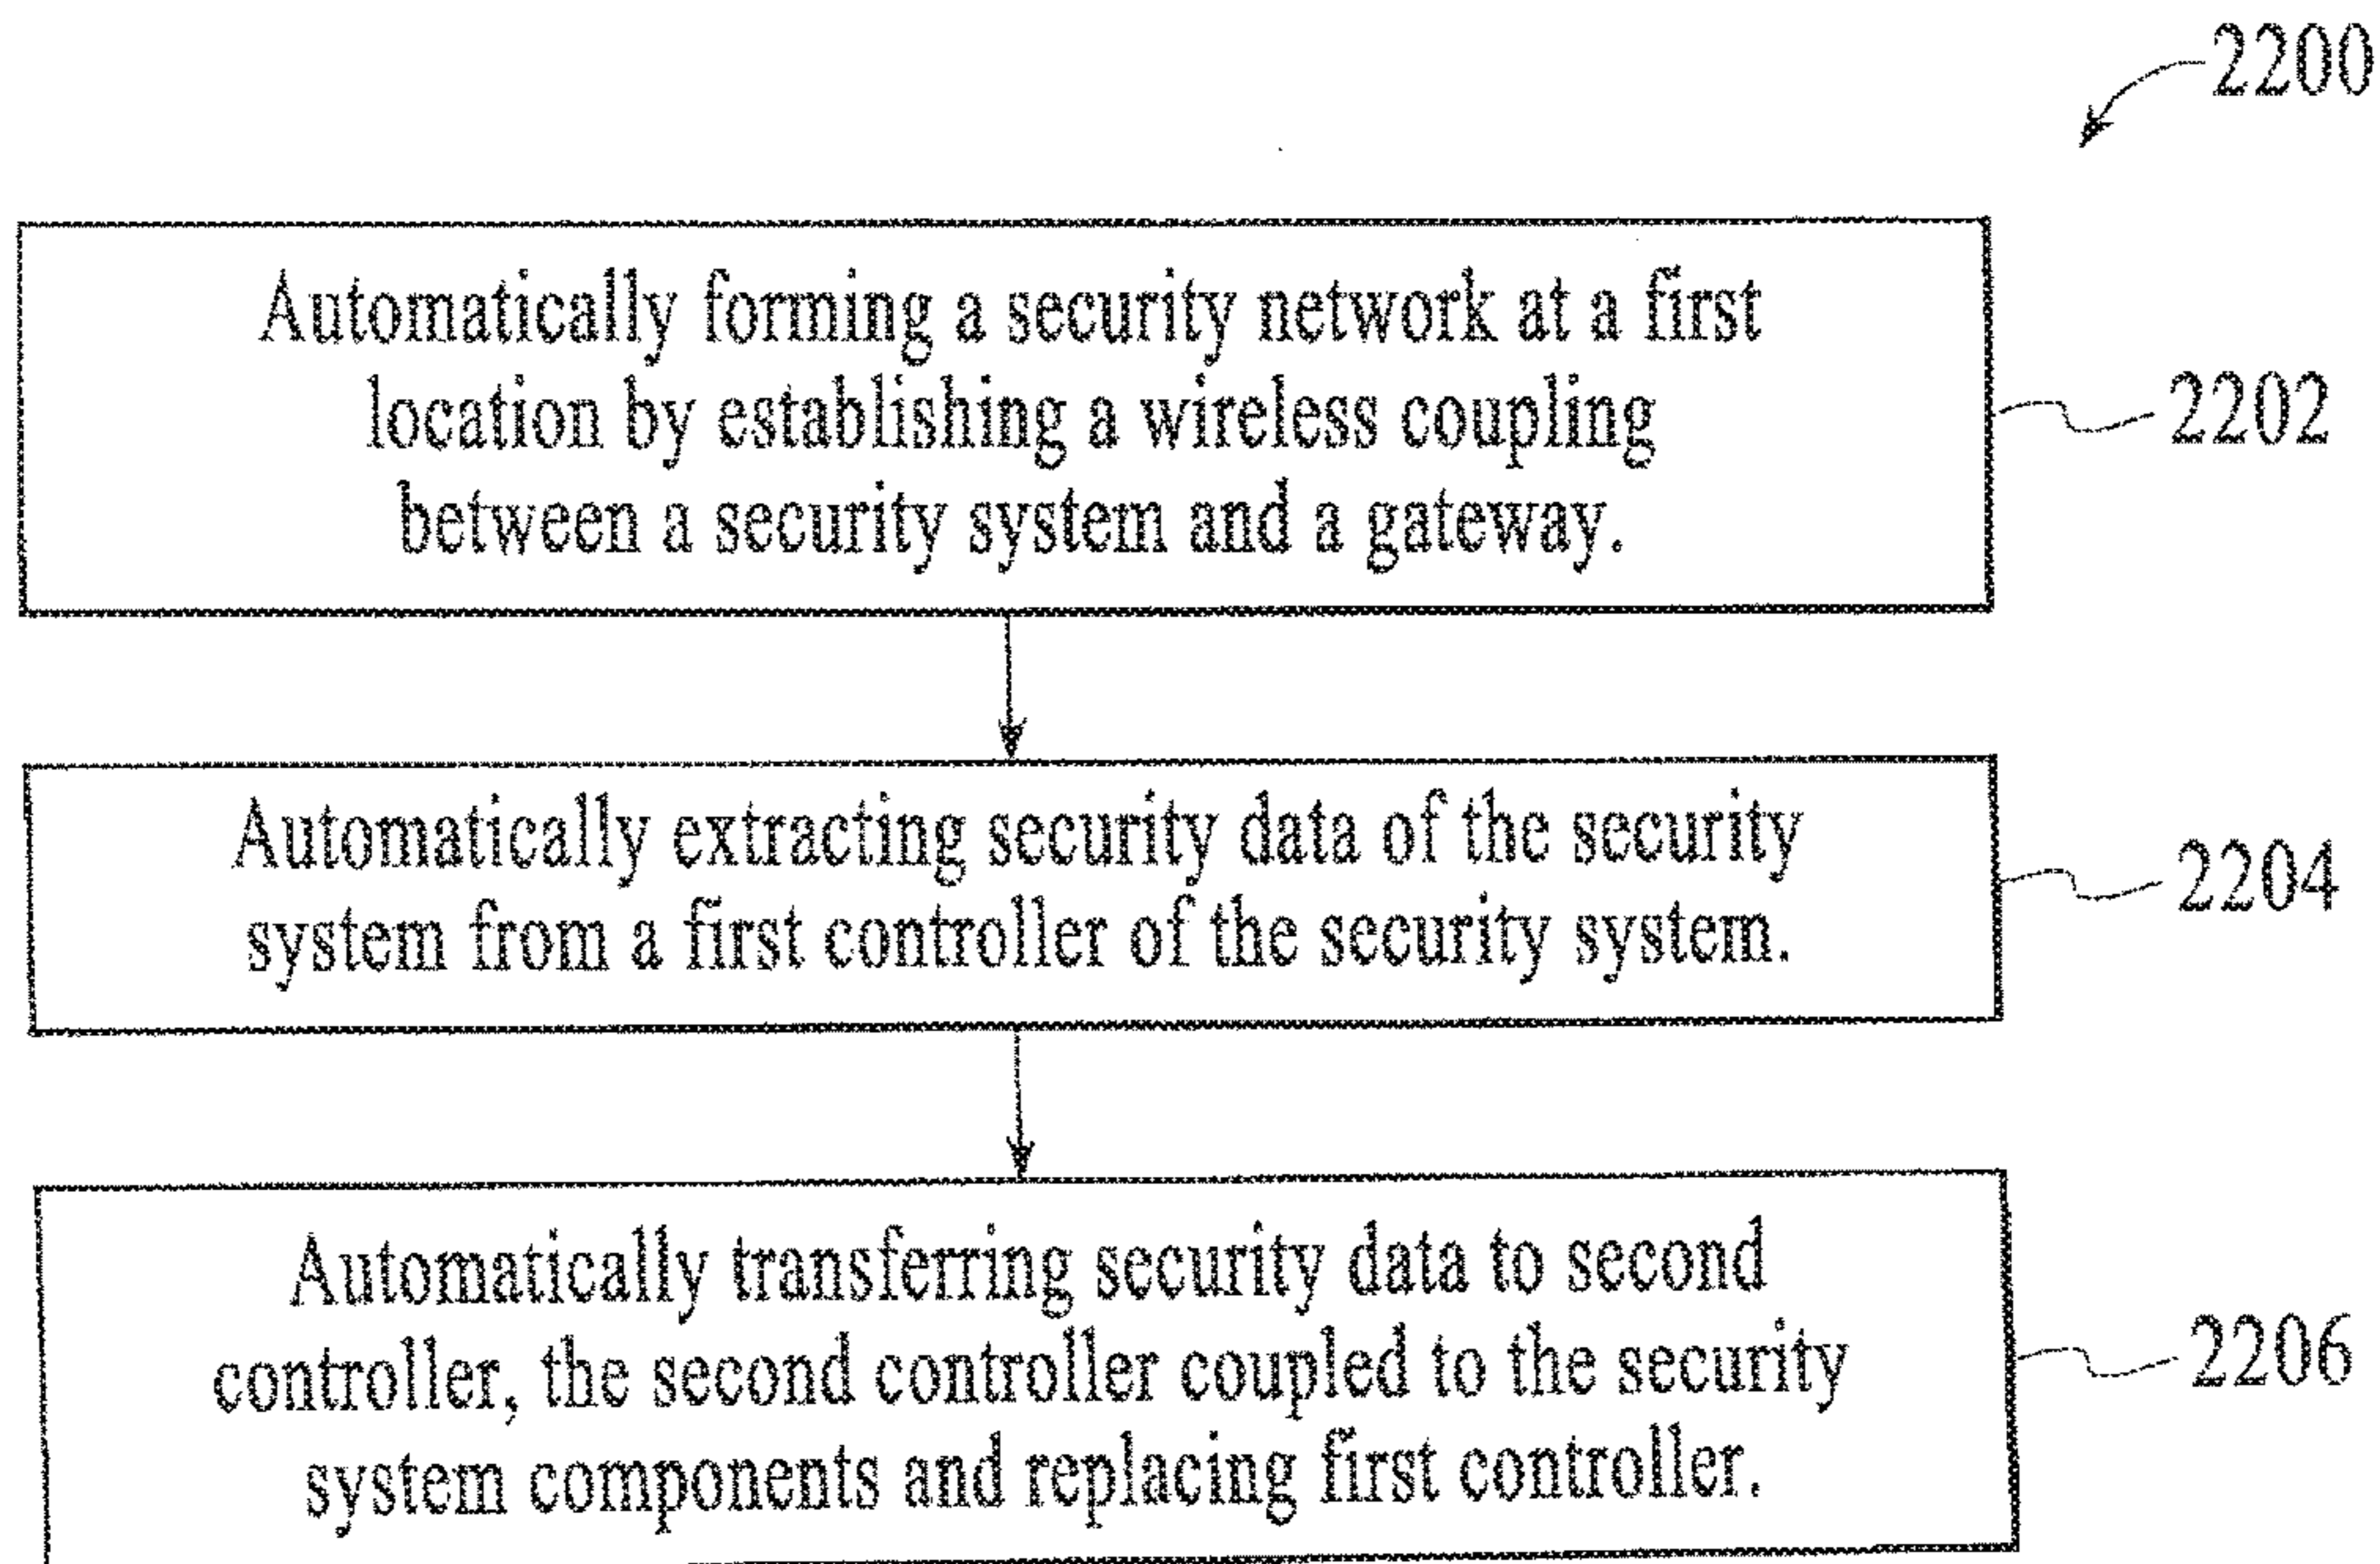 2200
Automatically forming a security network at a first
location by establishing a wireless coupling
between a security system and a gateway.
2202
Automatically extracting security data of the security
system from a first controller of the security system.
2204
Automatically transferring security data to second
controller, the second controller coupled to the security
system components and replacing first controller.
2206